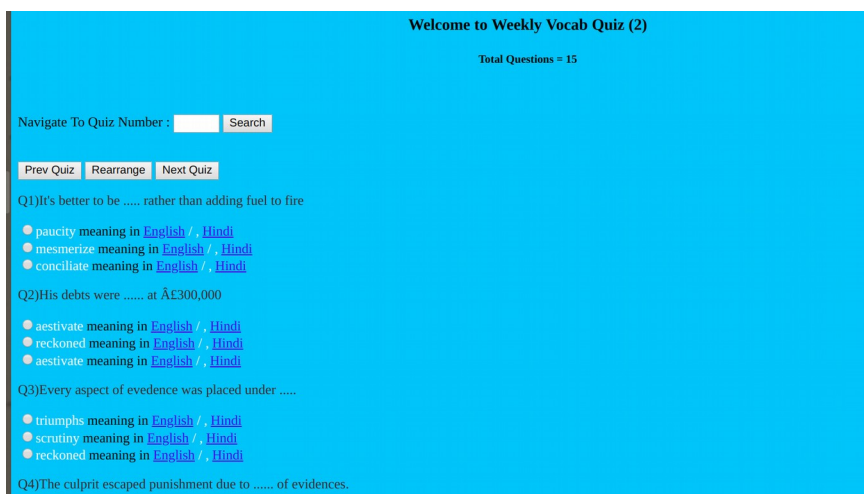 Welcome to Weekly Vocab Quiz (2)
Total Questions = 15
Navigate To Quiz Number : Search
Prev Quiz Rearrange Next Quiz
Q1)It's better to be ..... rather than adding fuel to fire
paucity meaning in English / , Hindi
mesmerize meaning in English / , Hindi
conciliate meaning in English / , Hindi
Q2)His debts were ...... at Â£300,000
aestivate meaning in English / , Hindi
reckoned meaning in English / , Hindi
aestivate meaning in English / , Hindi
Q3)Every aspect of evedence was placed under .....
triumphs meaning in English / , Hindi
scrutiny meaning in English / , Hindi
reckoned meaning in English / , Hindi
Q4)The culprit escaped punishment due to ...... of evidences.